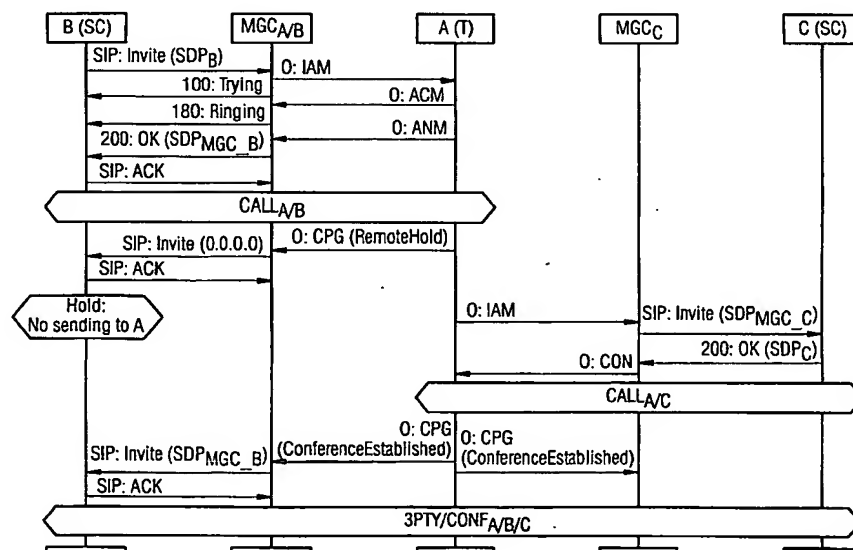 B (SC)
MGCA/B
A (T)
MGCC
C (SC)
SIP: Invite (SDPB)
O: IAM
100: Trying
O: ACM
180: Ringing
O: ANM
200: OK (SDPMGC_B)
SIP: ACK
CALLA/B
O: CPG (RemoteHold)
SIP: Invite (0.0.0.0)
SIP: ACK
Hold:
No sending to A
O: IAM
SIP: Invite (SDPMGC_C)
200: OK (SDPC)
O: CON
CALLA/C
O: CPG
(ConferenceEstablished)
O: CPG
(ConferenceEstablished)
SIP: Invite (SDPMGC_B)
SIP: ACK
3PTY/CONFA/B/C